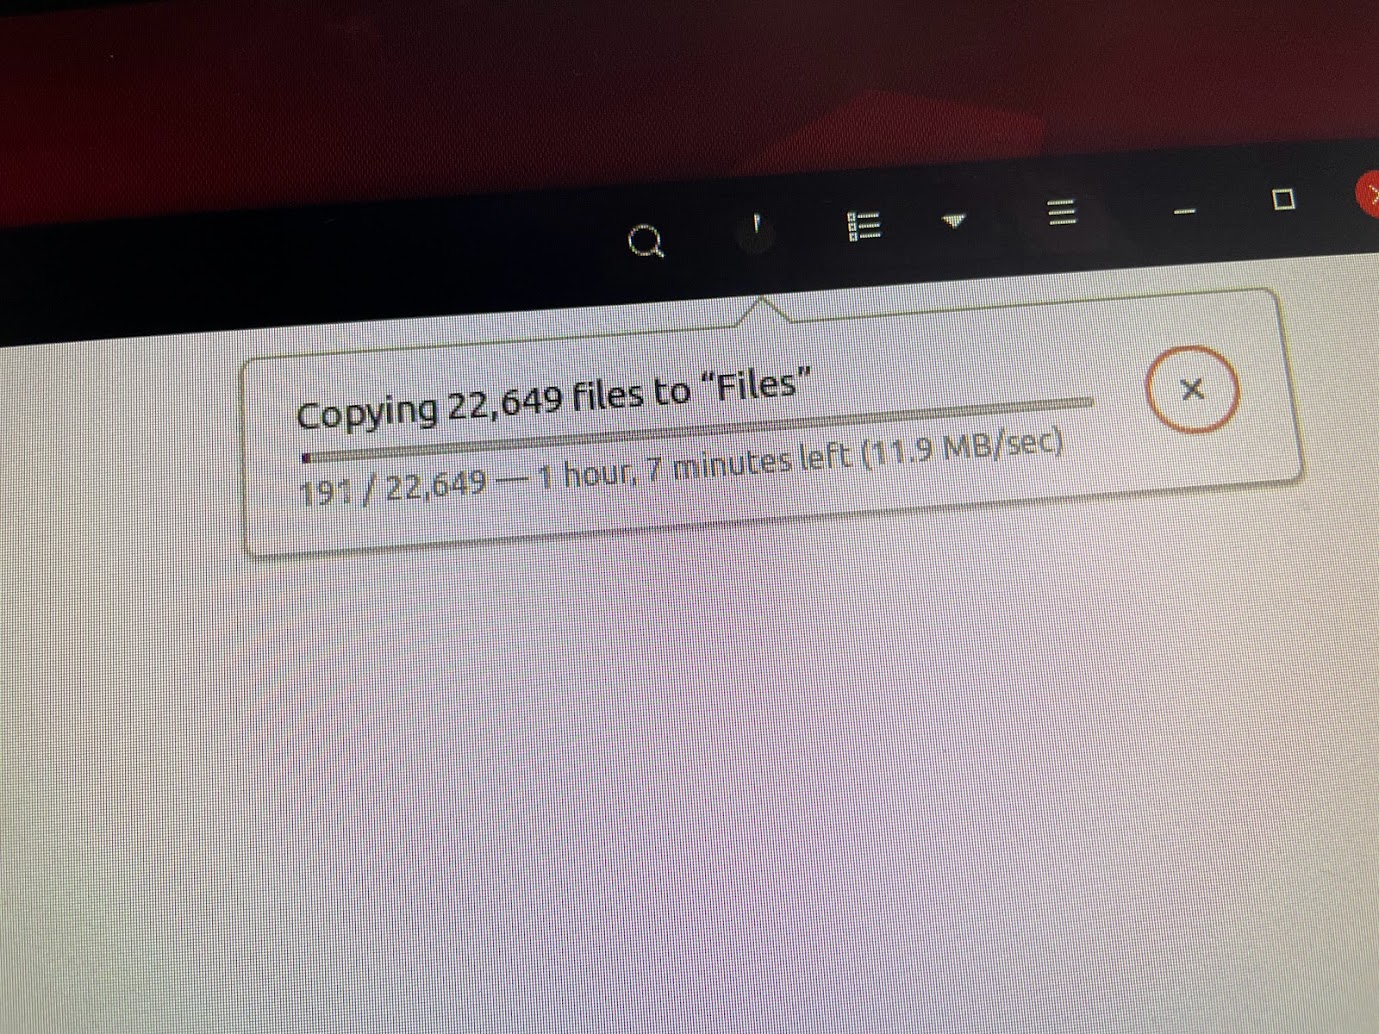 Copying 22,649 files to “Files”
191 / 22,649 — 1 hour, 7 minutes left (11.9 MB/sec)